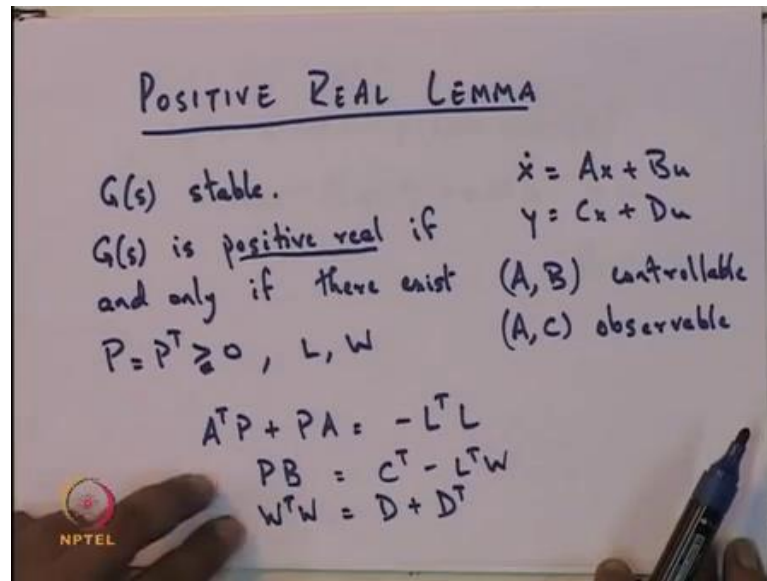 POSITIVE REAL LEMMA
G(s) stable.
G(s) is positive real if
and only if there exist
P = Pᵀ ≥ 0, L, W
ẋ = Ax + Bu
y = Cx + Du
(A, B) controllable
(A, C) observable
AᵀP + PA = -LᵀL
PB = Cᵀ - LᵀW
WᵀW = D + Dᵀ
NPTEL